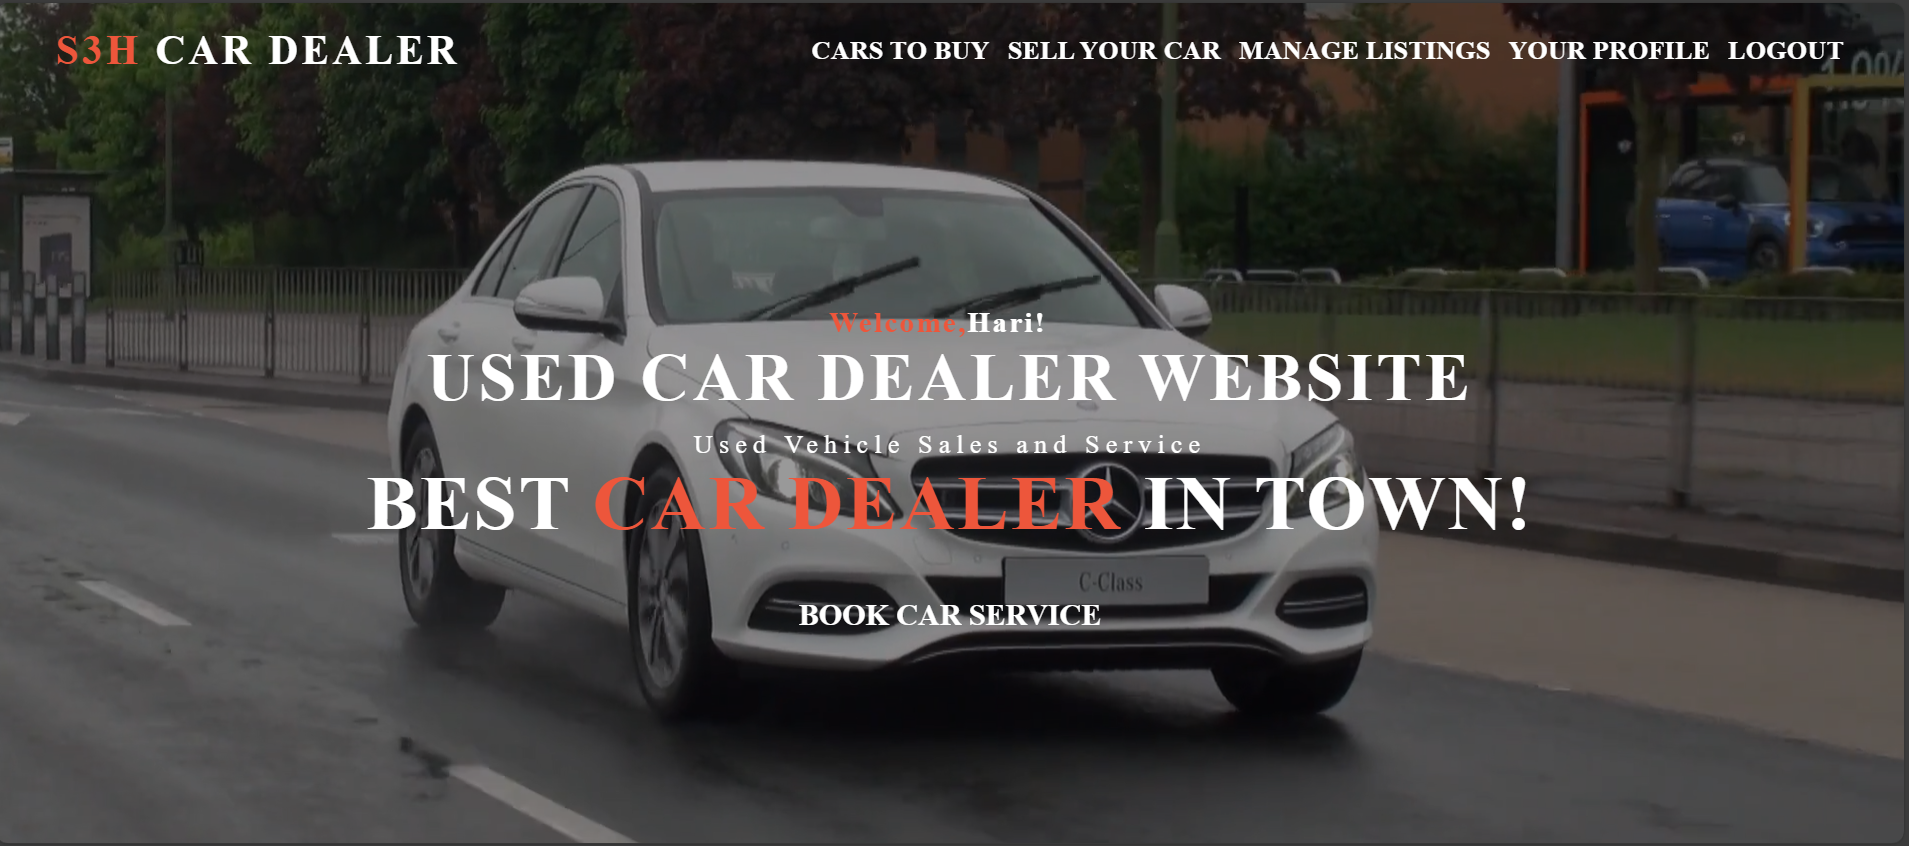 S3H CAR DEALER
CARS TO BUY SELL YOUR CAR MANAGE LISTINGS YOUR PROFILE LOGOUT
Welcome,Hari!
USED CAR DEALER WEBSITE
Used Vehicle Sales and Service
BEST CAR DEALER IN TOWN!
C-Class
BOOK CAR SERVICE